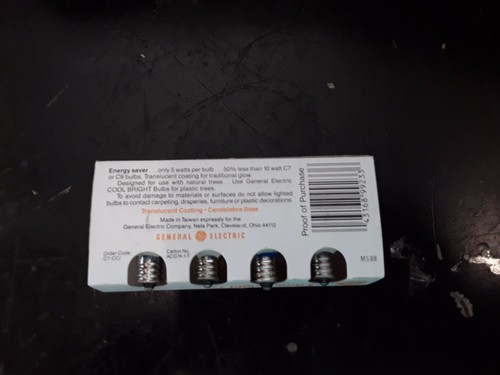 Energy saver ... only 5 watts per bulb ... 50% less than 10 watt C7
or C9 bulbs. Translucent coating for traditional glow.
Designed for use with natural trees ... Use General Electric
COOL BRIGHT Bulbs for plastic trees.
To avoid damage to materials or surfaces do not allow lighted
bulbs to contact carpeting, draperies, furniture or plastic decorations.
Translucent Coating - Candelabra Base
Made in Taiwan expressly for the
General Electric Company, Nela Park, Cleveland, Ohio 44112
GENERAL ELECTRIC
Order Code:
Carton No.
MS88
Proof of Purchase
43168 99233